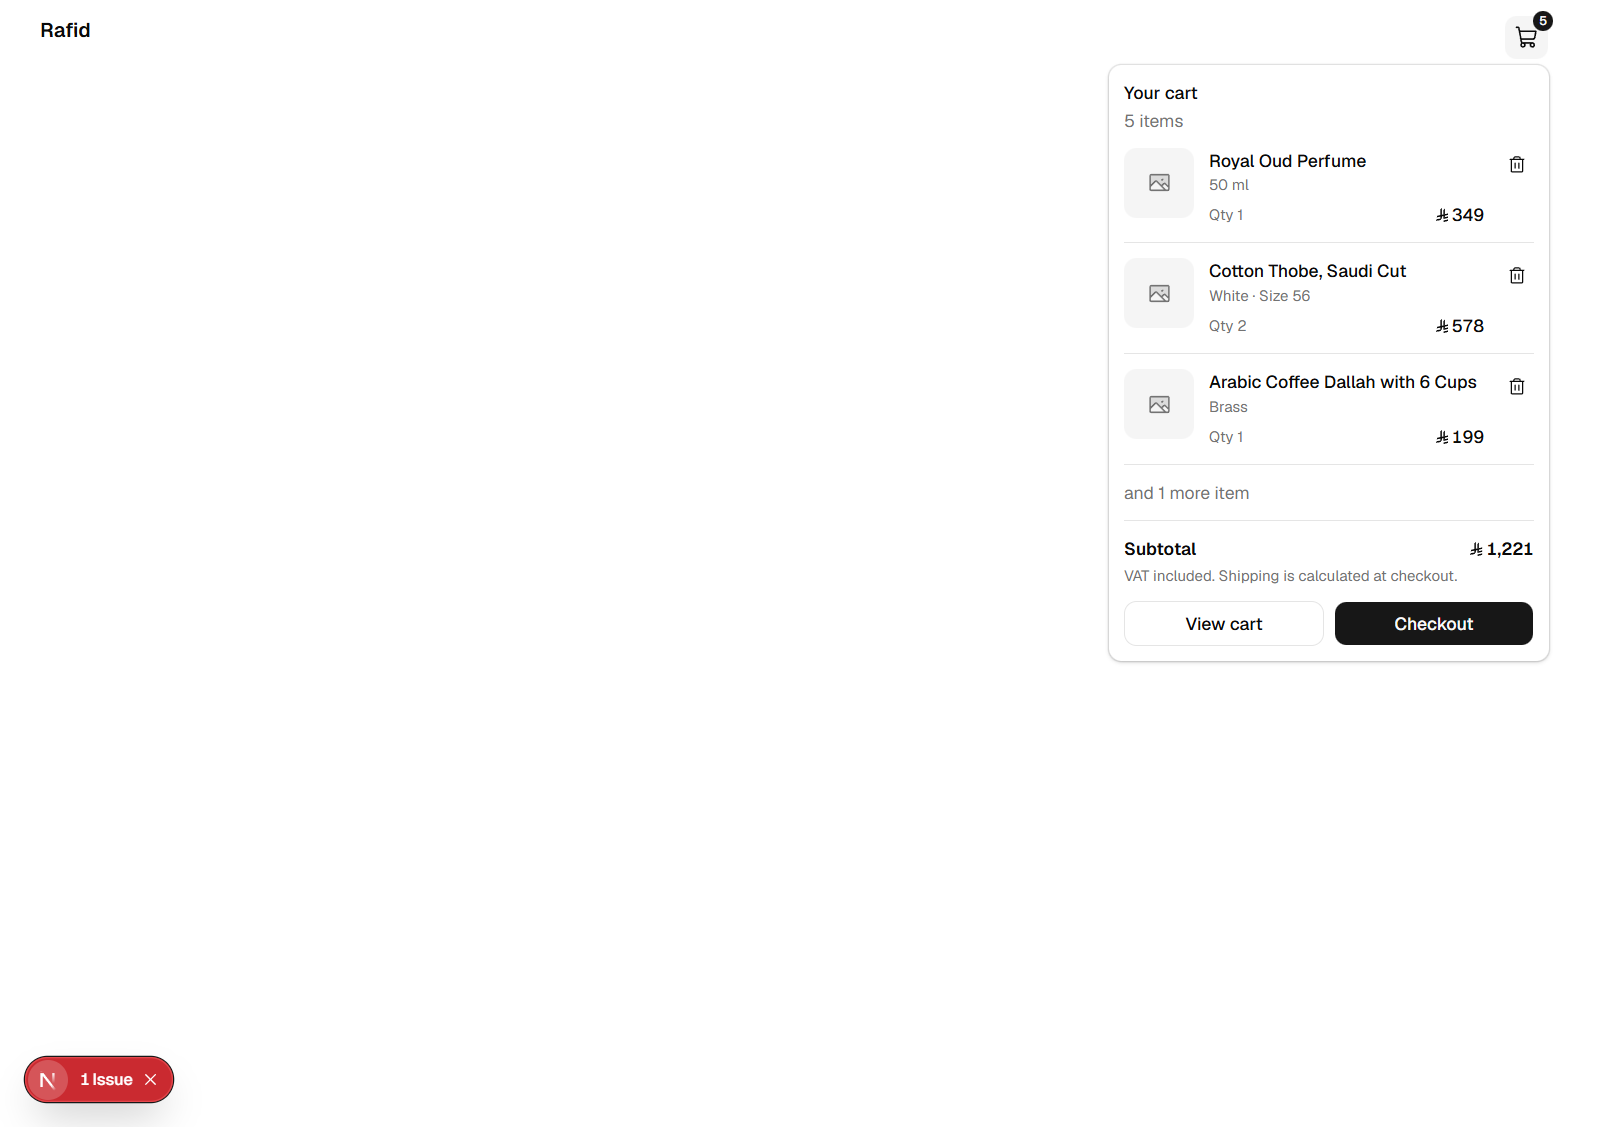 Rafid
5
Your cart
5 items
Royal Oud Perfume
50 ml
Qty 1
⃁ 349
Cotton Thobe, Saudi Cut
White · Size 56
Qty 2
⃁ 578
Arabic Coffee Dallah with 6 Cups
Brass
Qty 1
⃁ 199
and 1 more item
Subtotal
⃁ 1,221
VAT included. Shipping is calculated at checkout.
View cart
Checkout
N
1 Issue